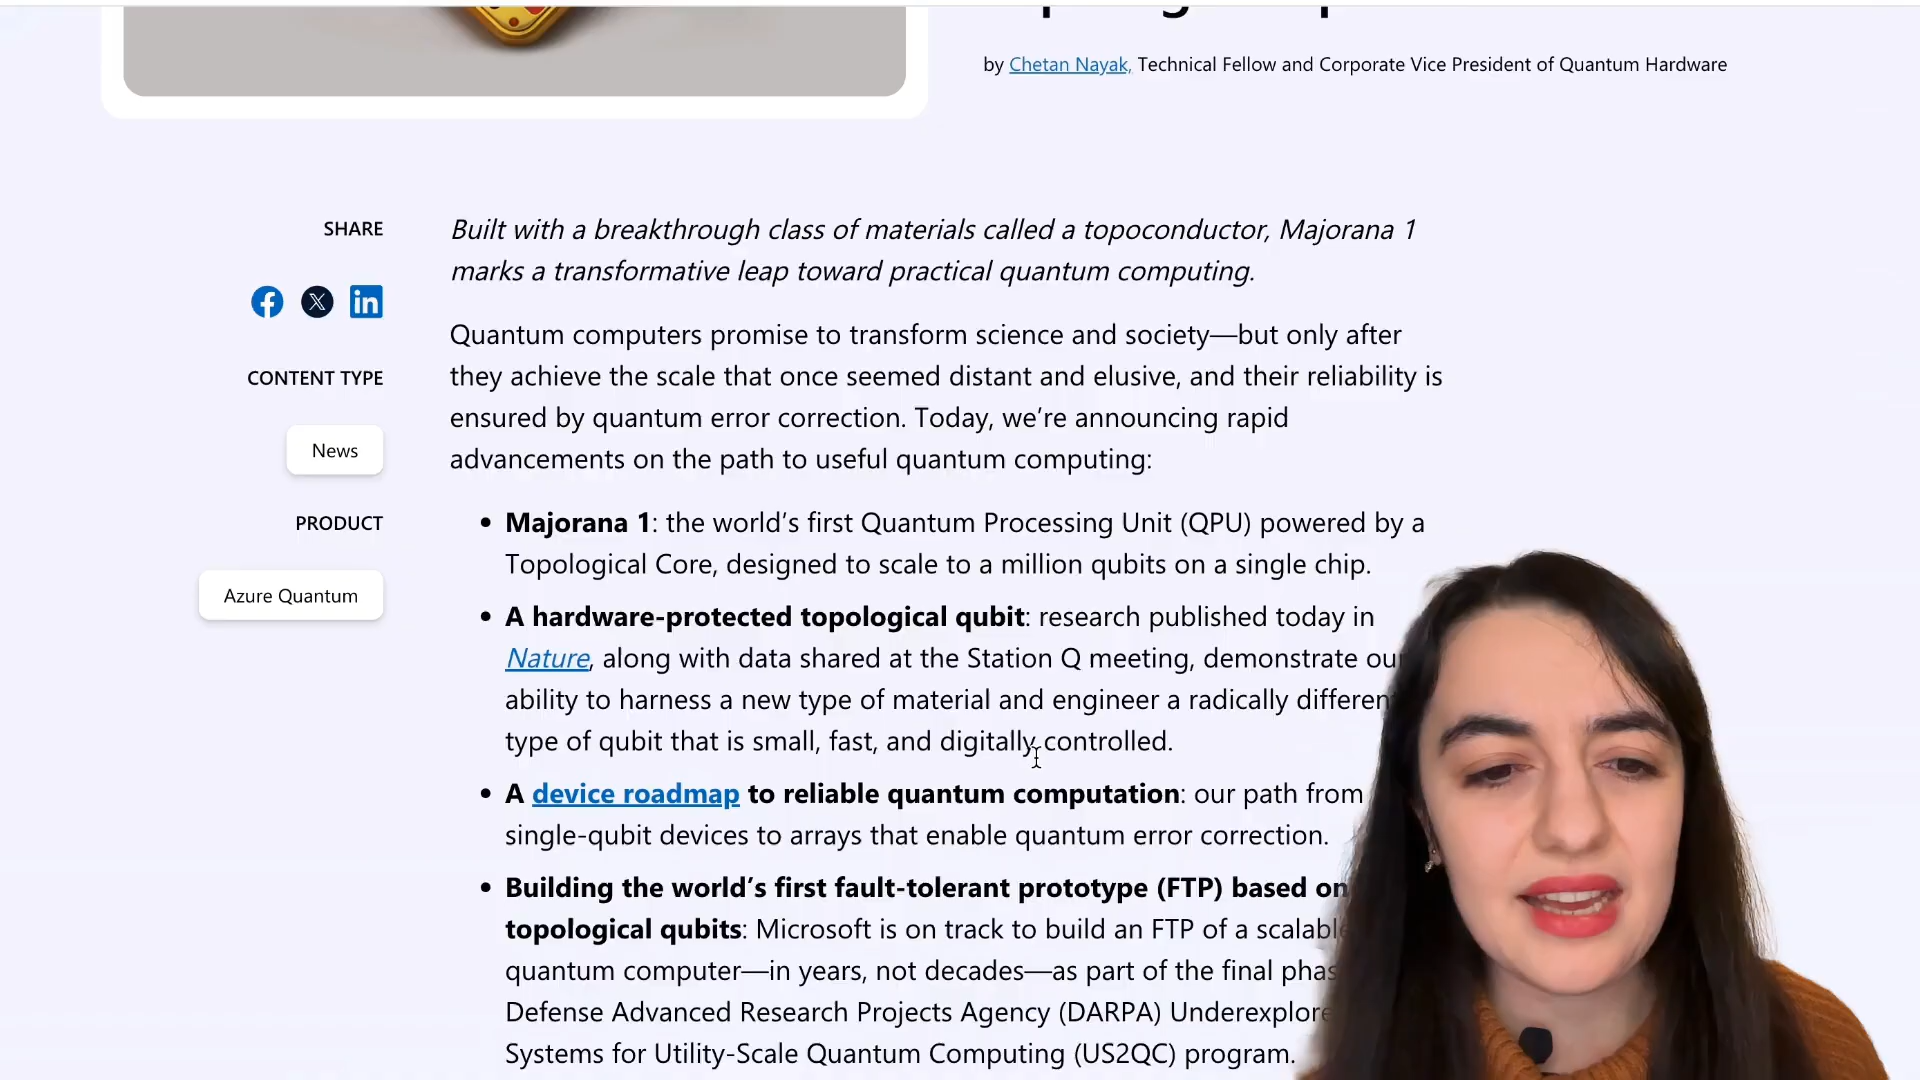 by Chetan Nayak, Technical Fellow and Corporate Vice President of Quantum Hardware
SHARE
CONTENT TYPE
News
PRODUCT
Azure Quantum
Built with a breakthrough class of materials called a topoconductor, Majorana 1
marks a transformative leap toward practical quantum computing.
Quantum computers promise to transform science and society—but only after
they achieve the scale that once seemed distant and elusive, and their reliability is
ensured by quantum error correction. Today, we’re announcing rapid
advancements on the path to useful quantum computing:
• Majorana 1: the world’s first Quantum Processing Unit (QPU) powered by a
Topological Core, designed to scale to a million qubits on a single chip.
• A hardware-protected topological qubit: research published today in
Nature, along with data shared at the Station Q meeting, demonstrate our
ability to harness a new type of material and engineer a radically differen
type of qubit that is small, fast, and digitally controlled.
• A device roadmap to reliable quantum computation: our path from
single-qubit devices to arrays that enable quantum error correction.
• Building the world’s first fault-tolerant prototype (FTP) based on
topological qubits: Microsoft is on track to build an FTP of a scalable
quantum computer—in years, not decades—as part of the final phas
Defense Advanced Research Projects Agency (DARPA) Underexplore
Systems for Utility-Scale Quantum Computing (US2QC) program.